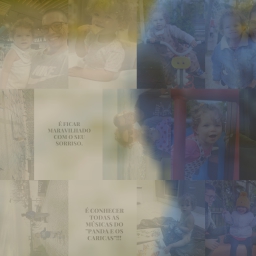 É FICAR
MARAVILHADO
COM O SEU
SORRISO.
É CONHECER
TODAS AS
MÚSICAS DO
"PANDA E OS
CARICAS"!!!